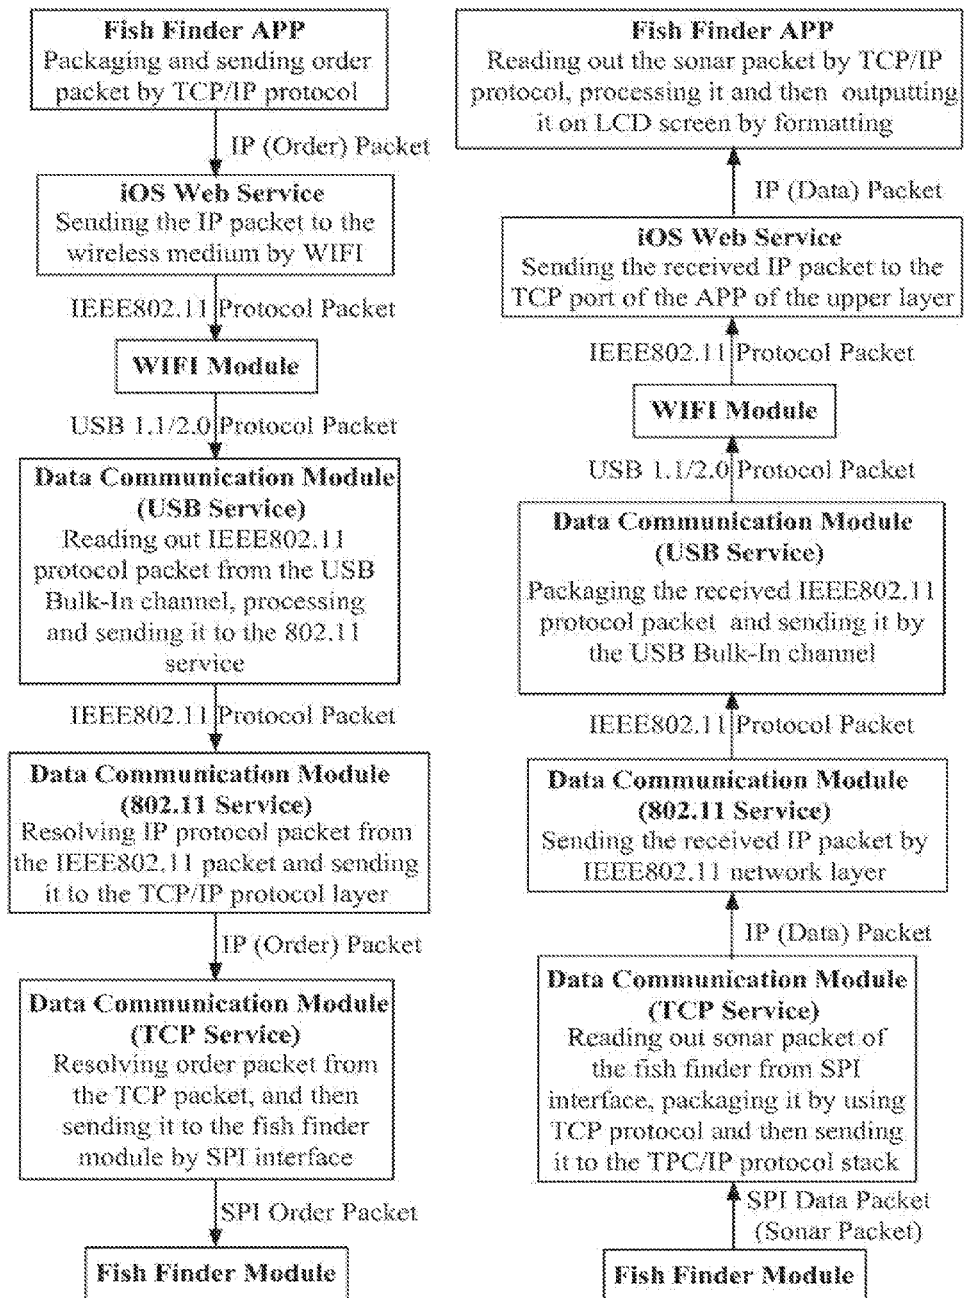 Fish Finder APP
Packaging and sending order
packet by TCP/IP protocol
IP (Order) Packet
iOS Web Service
Sending the IP packet to the
wireless medium by WIFI
IEEE802.11 Protocol Packet
WIFI Module
USB 1.1/2.0 Protocol Packet
Data Communication Module
(USB Service)
Reading out IEEE802.11
protocol packet from the USB
Bulk-In channel, processing
and sending it to the 802.11
service
IEEE802.11 Protocol Packet
Data Communication Module
(802.11 Service)
Resolving IP protocol packet from
the IEEE802.11 packet and sending
it to the TCP/IP protocol layer
IP (Order) Packet
Data Communication Module
(TCP Service)
Resolving order packet from
the TCP packet, and then
sending it to the fish finder
module by SPI interface
SPI Order Packet
Fish Finder Module
Fish Finder APP
Reading out the sonar packet by TCP/IP
protocol, processing it and then outputting
it on LCD screen by formatting
IP (Data) Packet
iOS Web Service
Sending the received IP packet to the
TCP port of the APP of the upper layer
IEEE802.11 Protocol Packet
WIFI Module
USB 1.1/2.0 Protocol Packet
Data Communication Module
(USB Service)
Packaging the received IEEE802.11
protocol packet and sending it by
the USB Bulk-In channel
IEEE802.11 Protocol Packet
Data Communication Module
(802.11 Service)
Sending the received IP packet by
IEEE802.11 network layer
IP (Data) Packet
Data Communication Module
(TCP Service)
Reading out sonar packet of
the fish finder from SPI
interface, packaging it by using
TCP protocol and then sending
it to the TPC/IP protocol stack
SPI Data Packet
(Sonar Packet)
Fish Finder Module